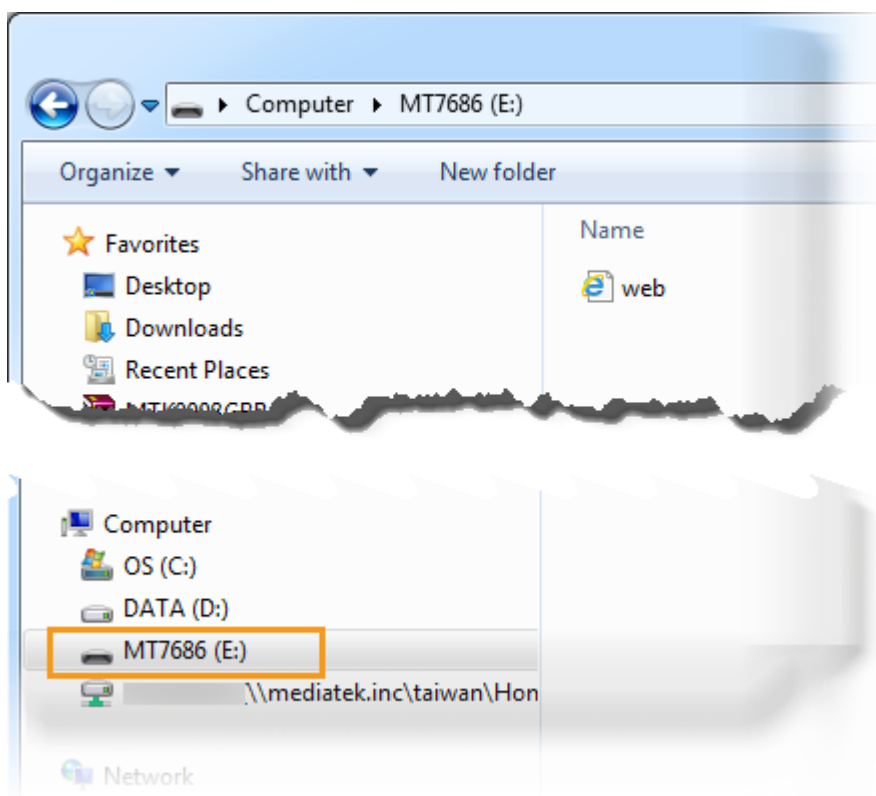 Computer ▸ MT7686 (E:)
Organize Share with New folder
Favorites
Name
Desktop
web
Downloads
Recent Places
Computer
OS (C:)
DATA (D:)
MT7686 (E:)
\\mediatek.inc\taiwan\Hon
Network